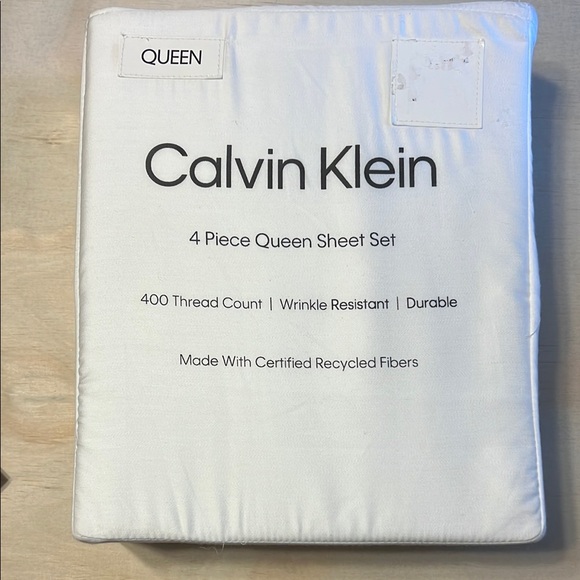 QUEEN
Calvin Klein
4 Piece Queen Sheet Set
400 Thread Count | Wrinkle Resistant | Durable
Made With Certified Recycled Fibers